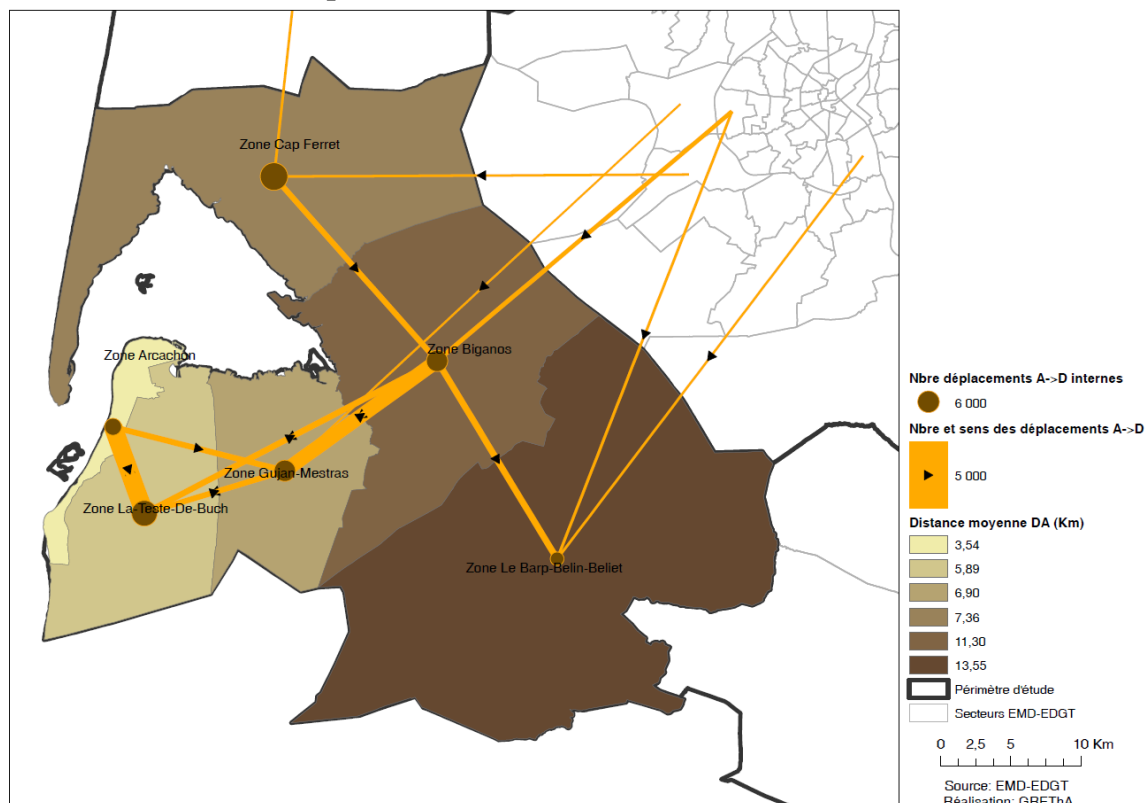 Zone Cap Ferret
Zone Biganos
Zone Arcachon
Zone Gujan-Mestras
Zone La-Teste-De-Buch
Zone Le Barp-Belin-Beliet
Nbre déplacements A->D internes
6 000
Nbre et sens des déplacements A->D
5 000
Distance moyenne DA (Km)
3,54
5,89
6,90
7,36
11,30
13,55
Périmètre d'étude
Secteurs EMD-EDGT
0 2,5 5 10 Km
Source: EMD-EDGT
Réalisation: GREThA